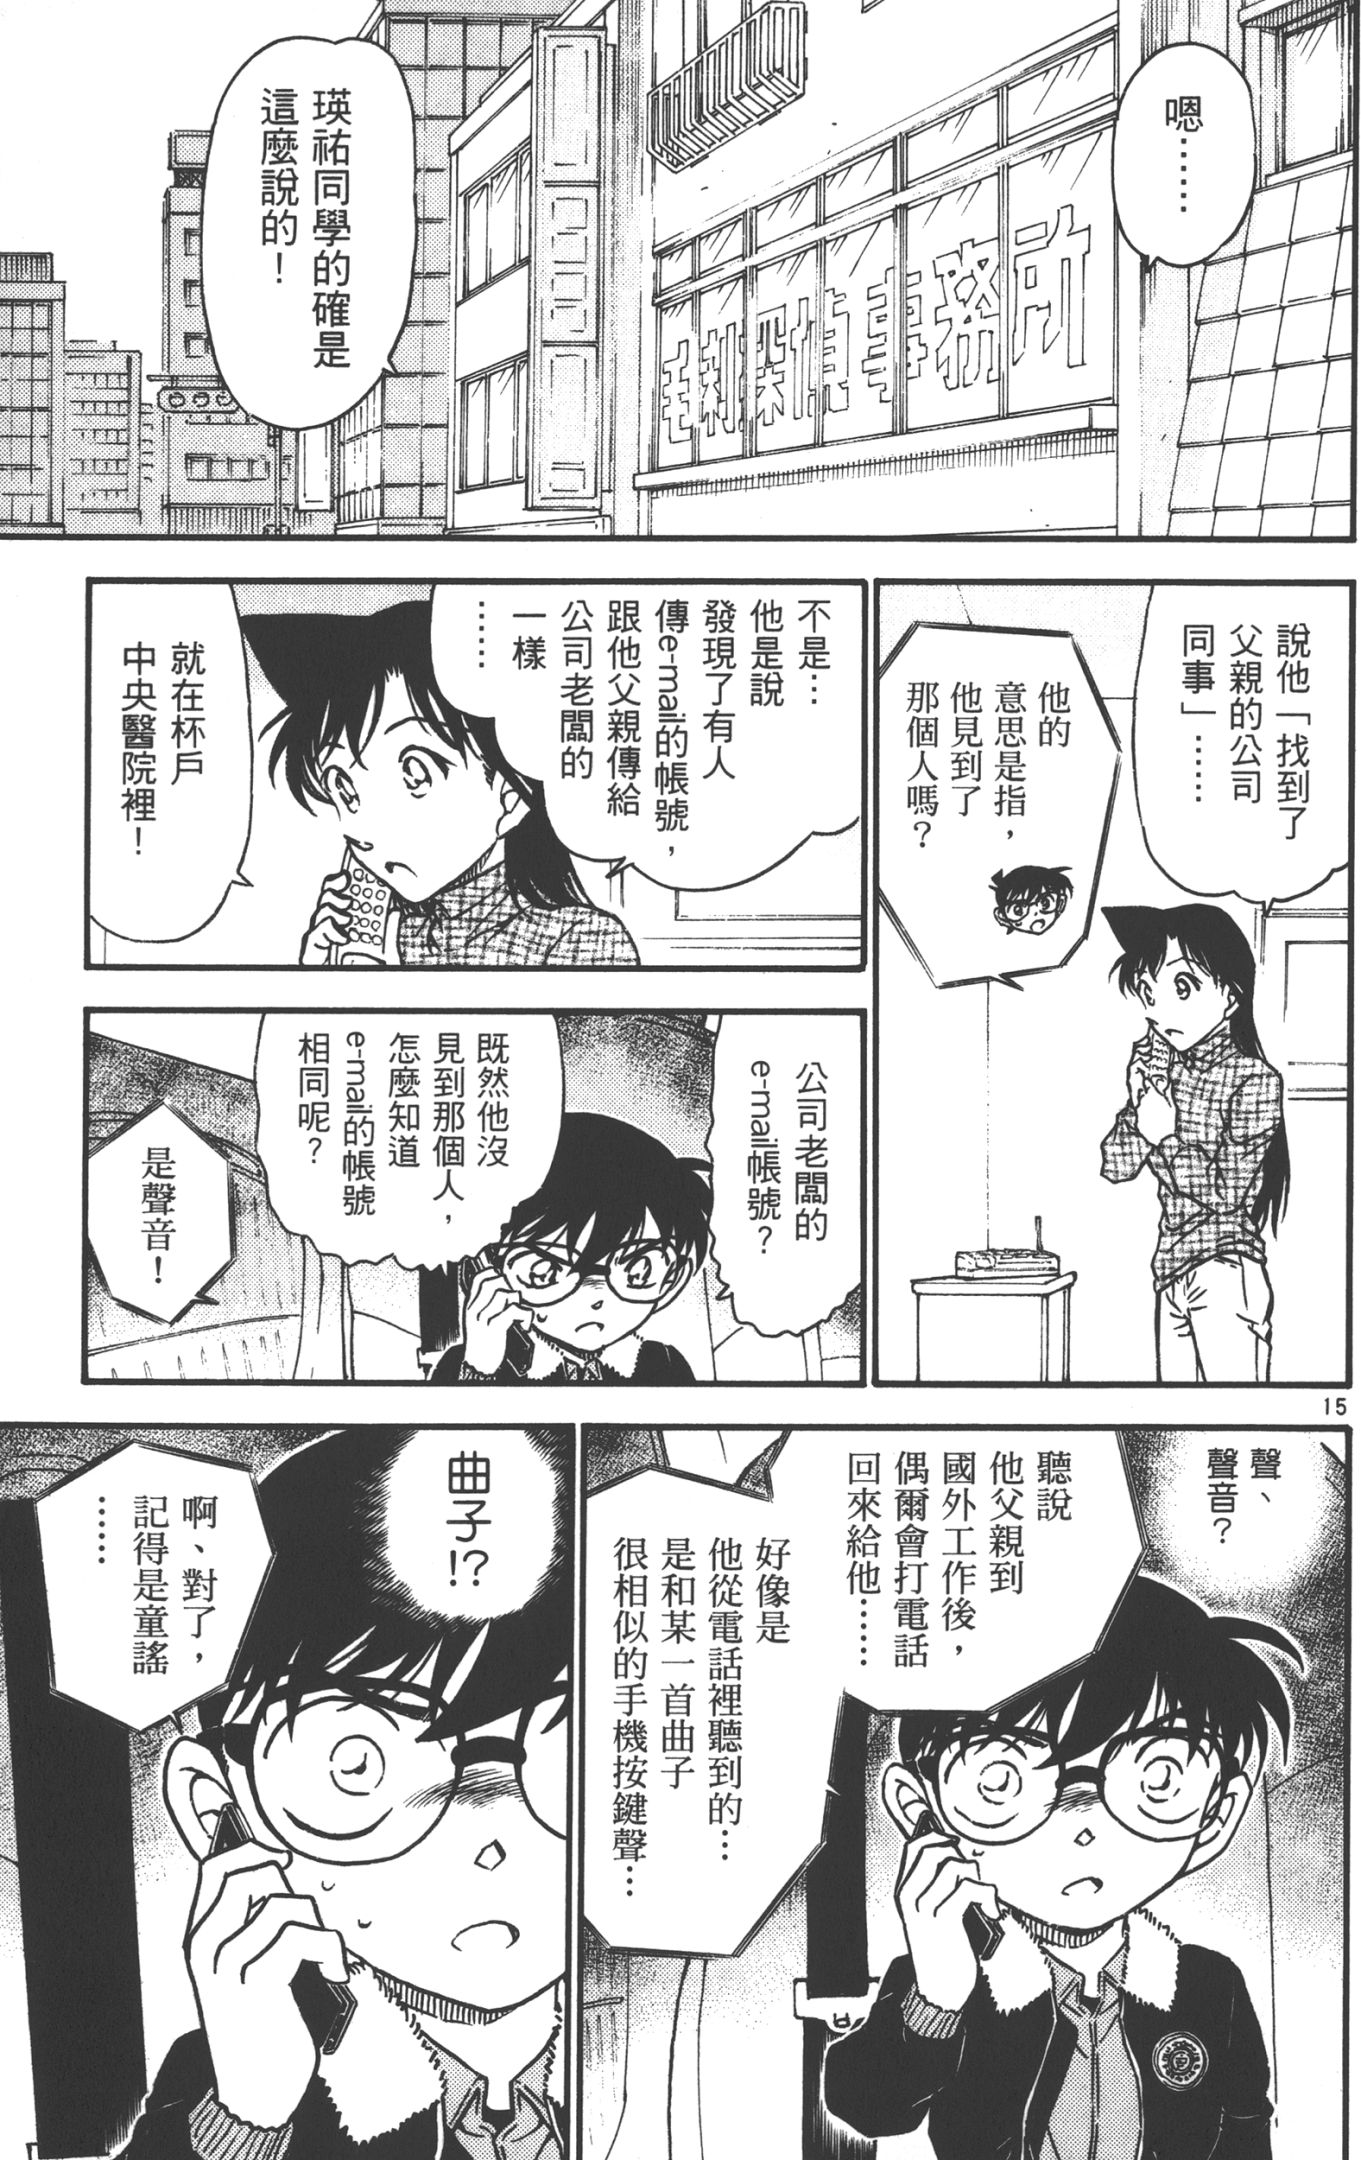 嗯……
毛利探偵事務所
瑛祐同學的確是
這麼說的！
說他「找到了
父親的公司
同事」……
他的
意思是指，
他見到了
那個人嗎？
不是…
他是說
發現了有人
傳e-mail的帳號，
跟他父親傳給
公司老闆的
一樣
……
就在杯戶
中央醫院裡！
公司老闆的
e-mail帳號？
既然他沒
見到那個人，
怎麼知道
e-mail的帳號
相同呢？
是聲音！
15
聲、
聲音？
聽說
他父親到
國外工作後，
偶爾會打電話
回來給他……
好像是
他從電話裡聽到的…
是和某一首曲子
很相似的手機按鍵聲…
曲子!?
啊、對了，
記得是童謠
……